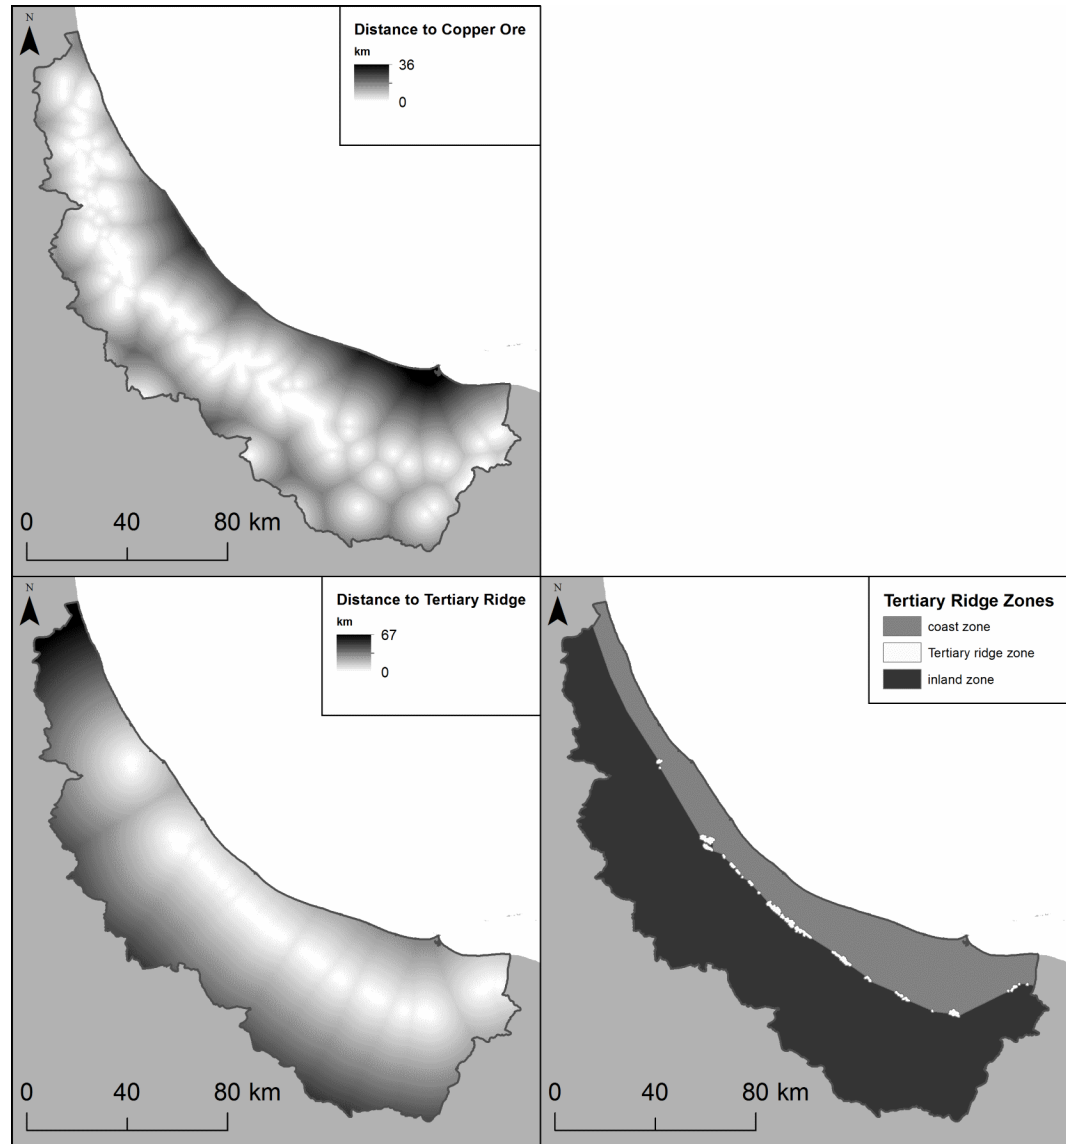 N
Distance to Copper Ore
km
36
0
0 40 80 km
N
Distance to Tertiary Ridge
km
67
0
0 40 80 km
N
Tertiary Ridge Zones
coast zone
Tertiary ridge zone
inland zone
0 40 80 km